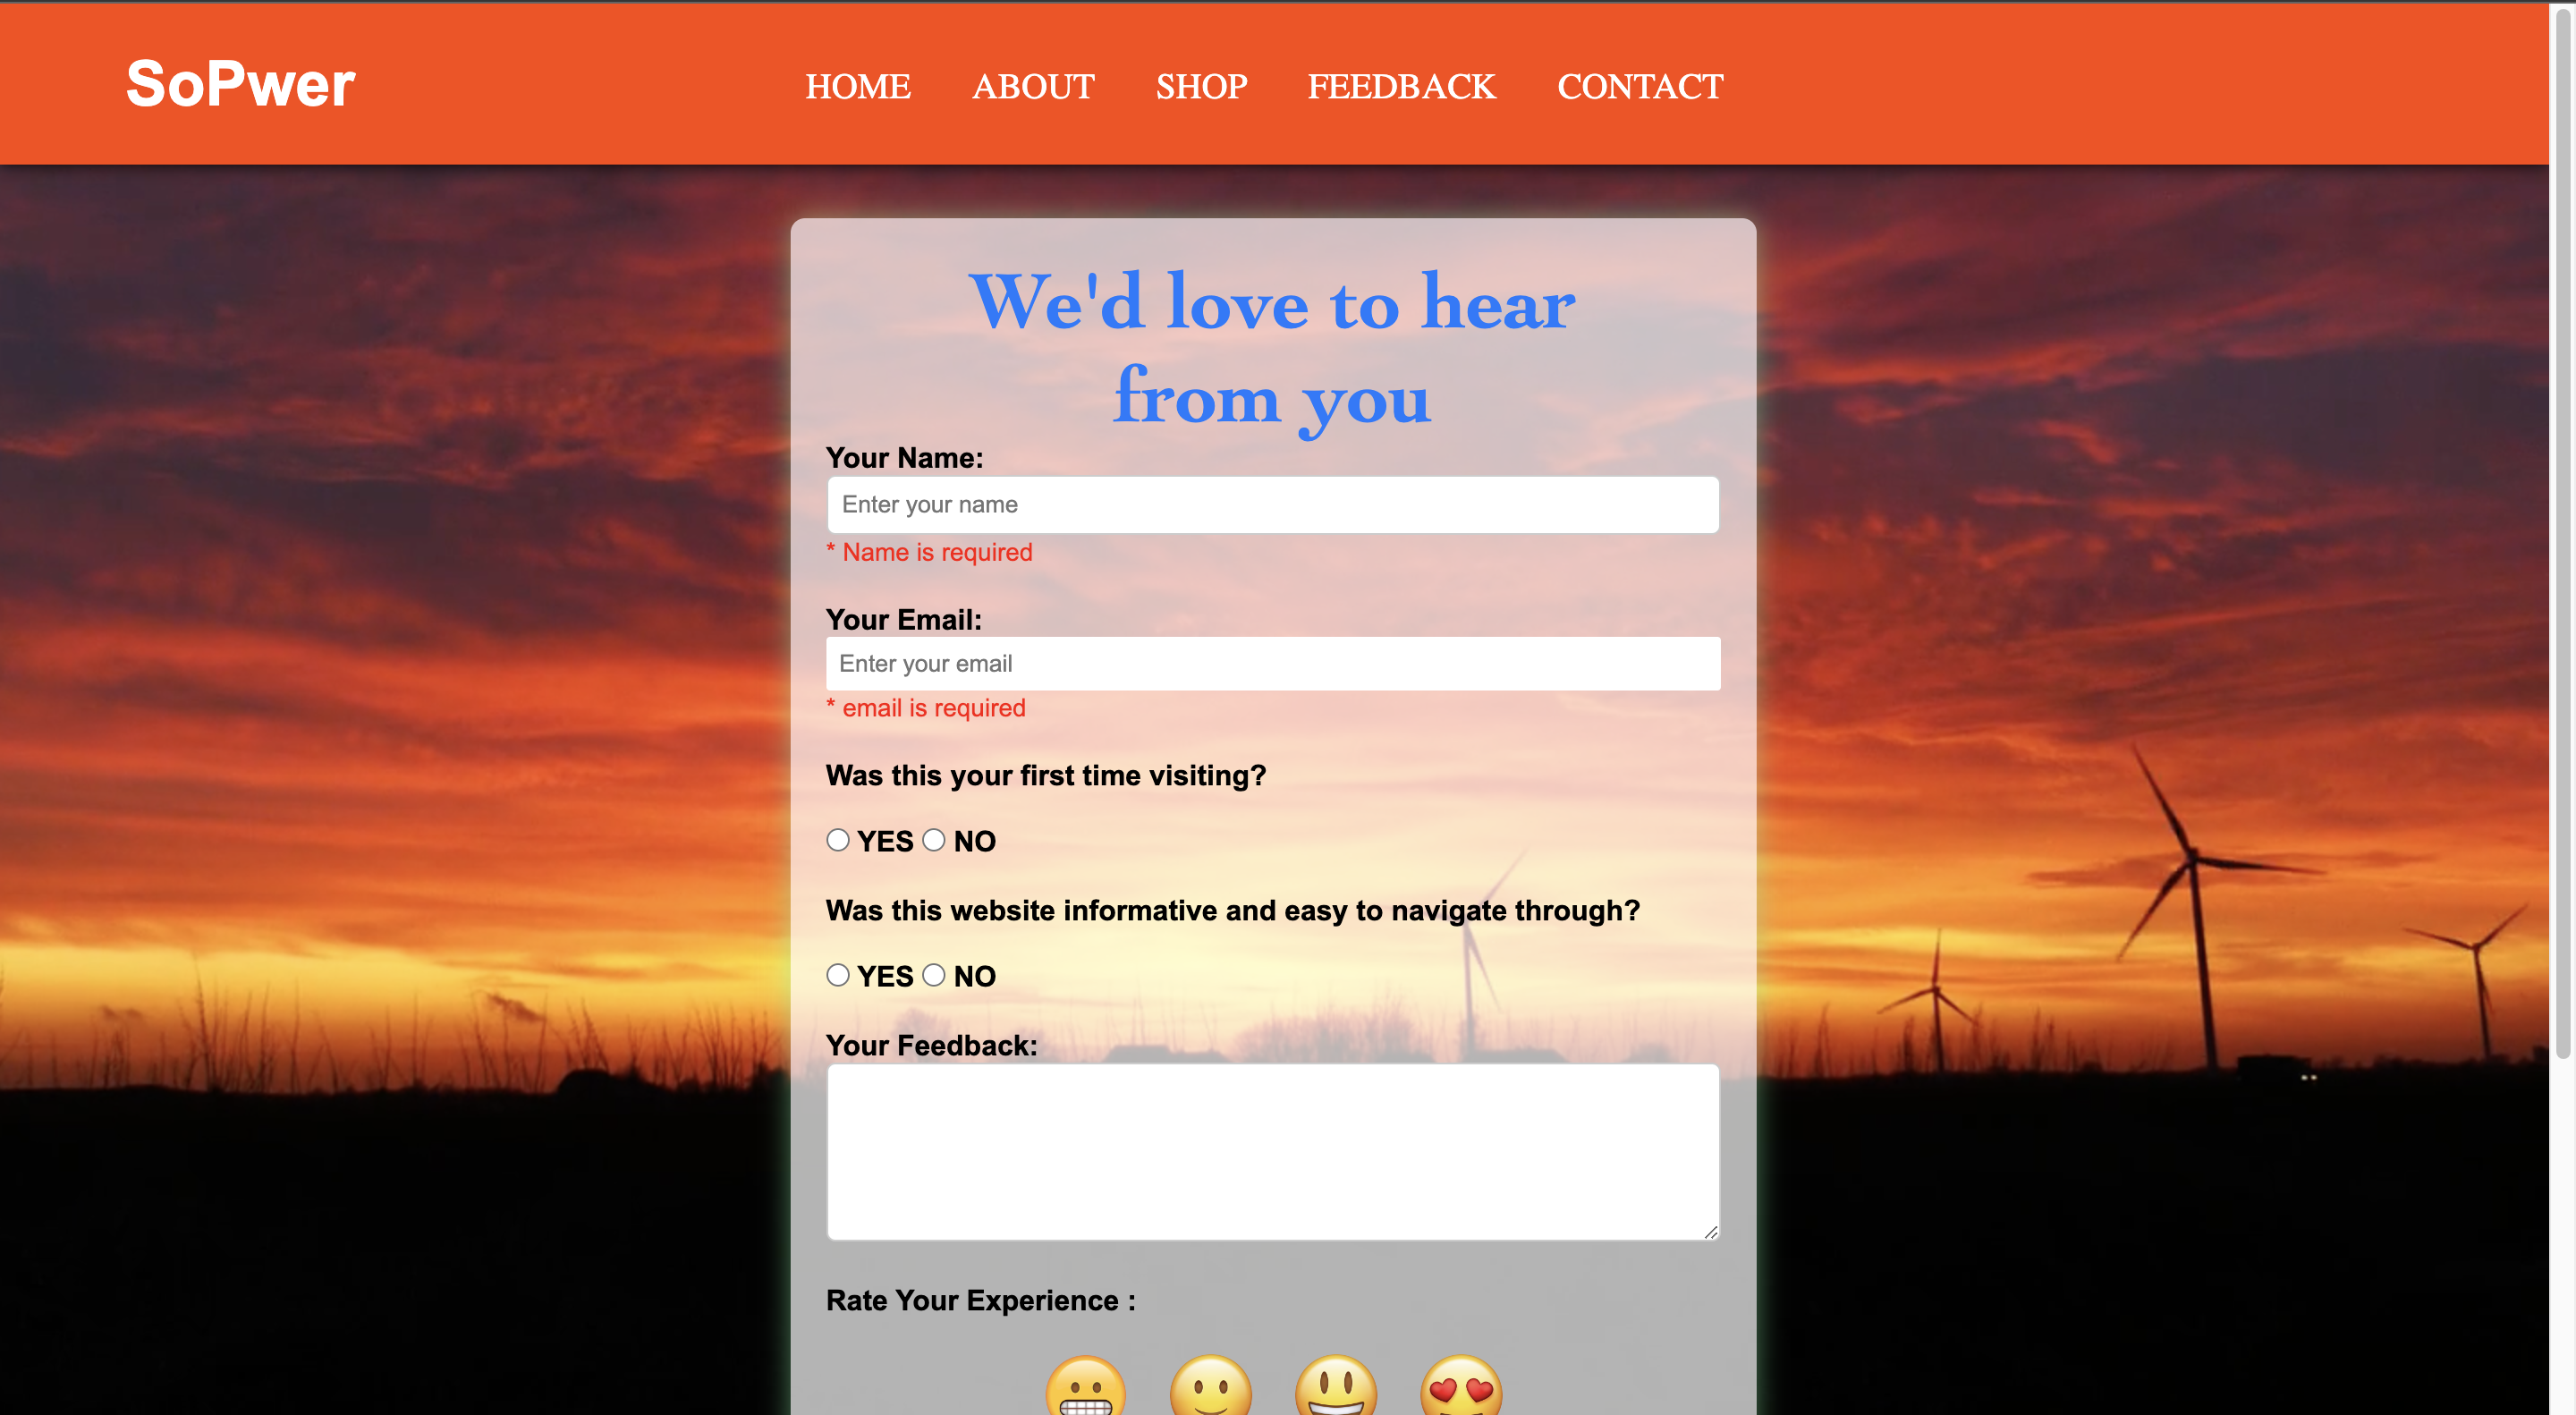 SoPwer
HOME ABOUT SHOP FEEDBACK CONTACT
We'd love to hear
from you
Your Name:
Enter your name
* Name is required
Your Email:
Enter your email
* email is required
Was this your first time visiting?
YES NO
Was this website informative and easy to navigate through?
YES NO
Your Feedback:
Rate Your Experience :